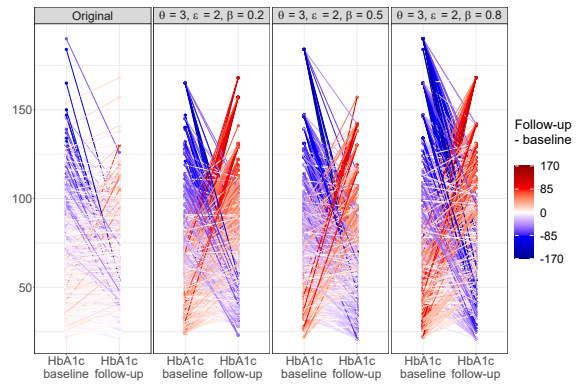 Original
θ = 3, ε = 2, β = 0.2
θ = 3, ε = 2, β = 0.5
θ = 3, ε = 2, β = 0.8
150
100
50
Follow-up
- baseline
170
85
0
-85
-170
HbA1c HbA1c
baseline follow-up
HbA1c HbA1c
baseline follow-up
HbA1c HbA1c
baseline follow-up
HbA1c HbA1c
baseline follow-up